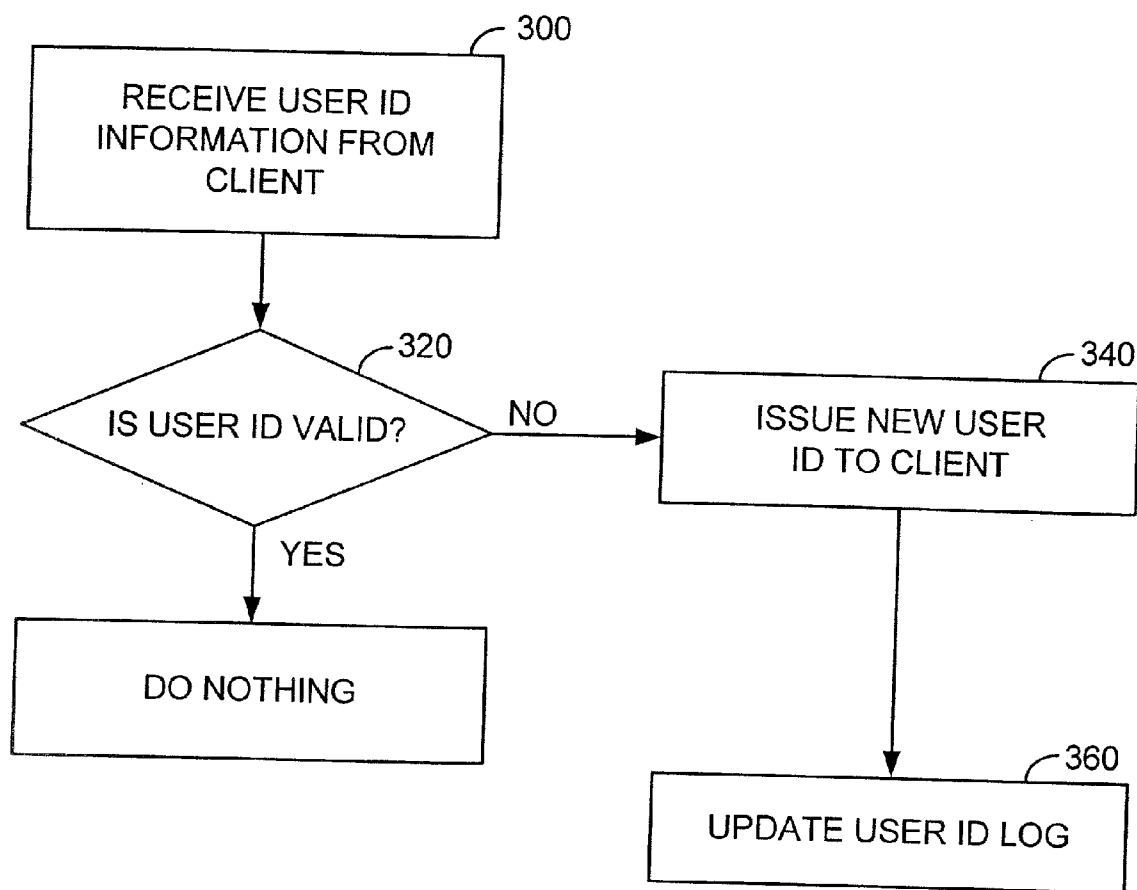 300
RECEIVE USER ID
INFORMATION FROM
CLIENT
320
IS USER ID VALID?
NO
340
ISSUE NEW USER
ID TO CLIENT
YES
DO NOTHING
360
UPDATE USER ID LOG